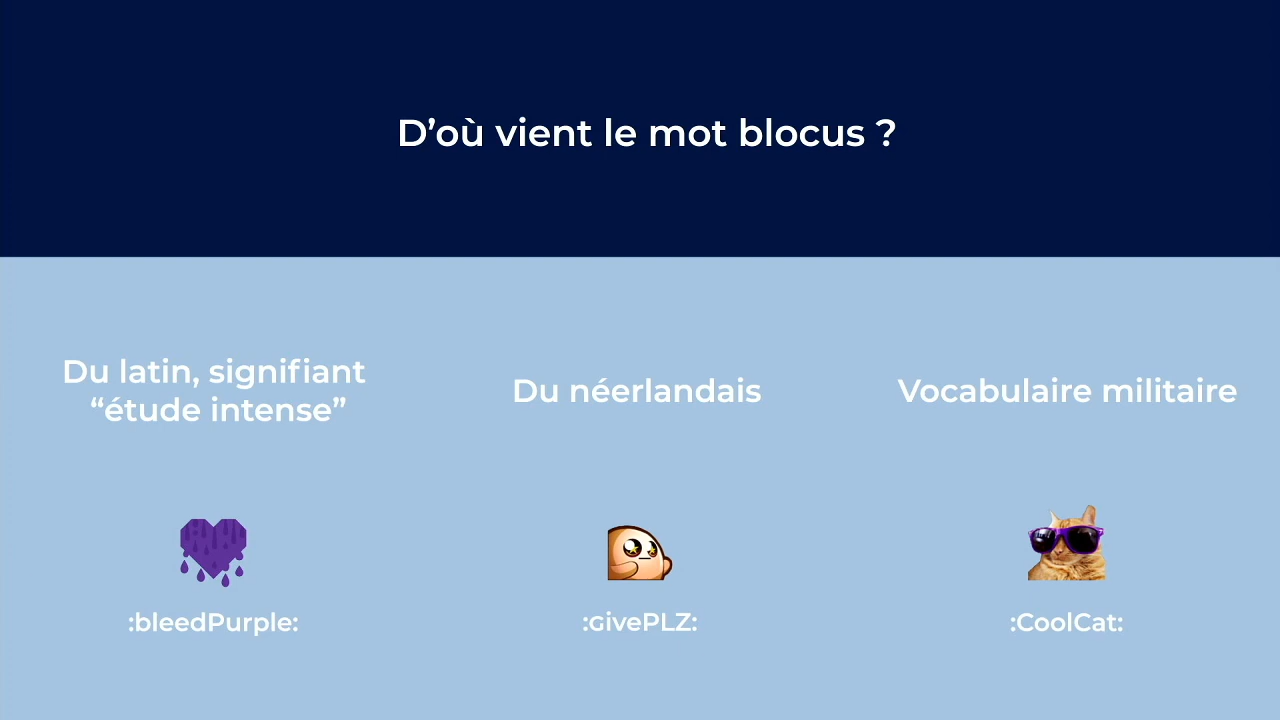 D’où vient le mot blocus ?
Du latin, signifiant
“étude intense”
Du néerlandais
Vocabulaire militaire
:bleedPurple:
:GivePLZ:
:CoolCat: